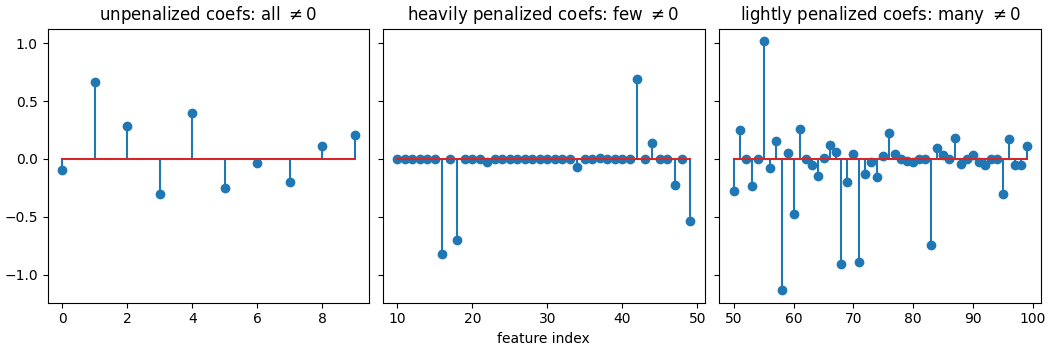 unpenalized coefs: all ≠0
heavily penalized coefs: few ≠0
lightly penalized coefs: many ≠0
1.0
0.5
0.0
−0.5
−1.0
0 2 4 6 8
10 20 30 40 50
50 60 70 80 90 100
feature index